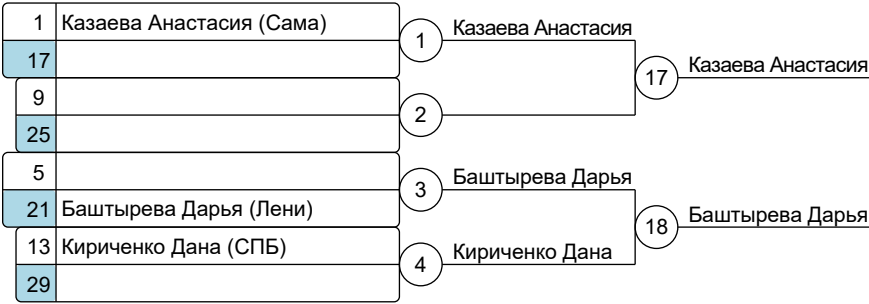 1 Казаева Анастасия (Сама)
17
1 Казаева Анастасия
17 Казаева Анастасия
9
25
2
5
21 Баштырева Дарья (Лени)
3 Баштырева Дарья
18 Баштырева Дарья
13 Кириченко Дана (СПБ)
29
4 Кириченко Дана